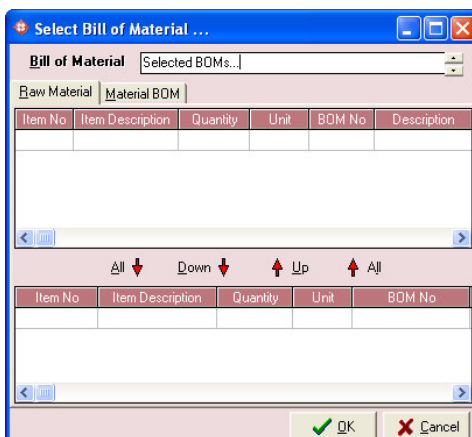 Select Bill of Material ...
Bill of Material Selected BOMs...
Raw Material Material BOM
Item No Item Description Quantity Unit BOM No Description
All Down Up All
Item No Item Description Quantity Unit BOM No
OK Cancel